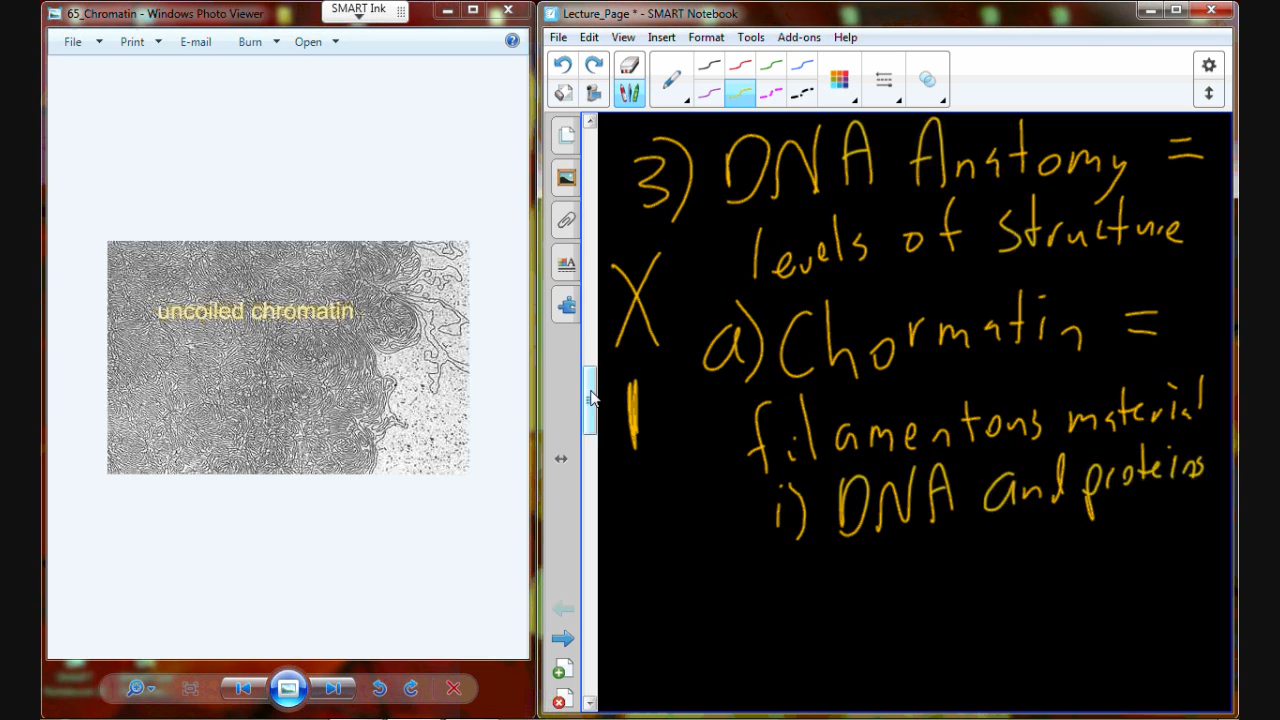 65_Chromatin - Windows Photo Viewer
SMART Ink
File Print E-mail Burn Open
uncoiled chromatin
Lecture_Page * - SMART Notebook
File Edit View Insert Format Tools Add-ons Help
3) DNA Anatomy =
levels of structure
X
a) Chormatin =
filamentous material
i) DNA and proteins